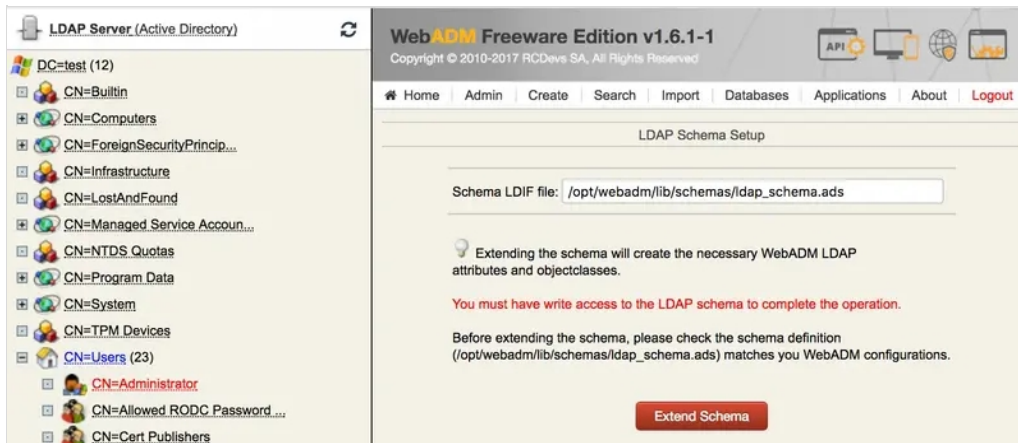 LDAP Server (Active Directory)
DC=test (12)
CN=Builtin
CN=Computers
CN=ForeignSecurityPrincip...
CN=Infrastructure
CN=LostAndFound
CN=Managed Service Accoun...
CN=NTDS Quotas
CN=Program Data
CN=System
CN=TPM Devices
CN=Users (23)
CN=Administrator
CN=Allowed RODC Password ...
CN=Cert Publishers
WebADM Freeware Edition v1.6.1-1
Copyright © 2010-2017 RCDevs SA, All Rights Reserved
API
Home Admin Create Search Import Databases Applications About Logout
LDAP Schema Setup
Schema LDIF file: /opt/webadm/lib/schemas/ldap_schema.ads
Extending the schema will create the necessary WebADM LDAP
attributes and objectclasses.
You must have write access to the LDAP schema to complete the operation.
Before extending the schema, please check the schema definition
(/opt/webadm/lib/schemas/ldap_schema.ads) matches you WebADM configurations.
Extend Schema